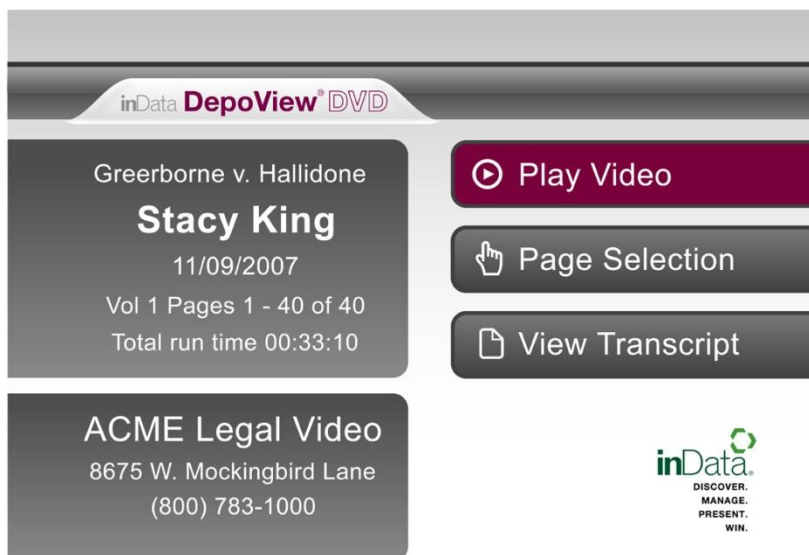 inData DepoView® DVD
Greerborne v. Hallidone
Stacy King
11/09/2007
Vol 1 Pages 1 - 40 of 40
Total run time 00:33:10
Play Video
Page Selection
View Transcript
ACME Legal Video
8675 W. Mockingbird Lane
(800) 783-1000
inData®
DISCOVER.
MANAGE.
PRESENT.
WIN.